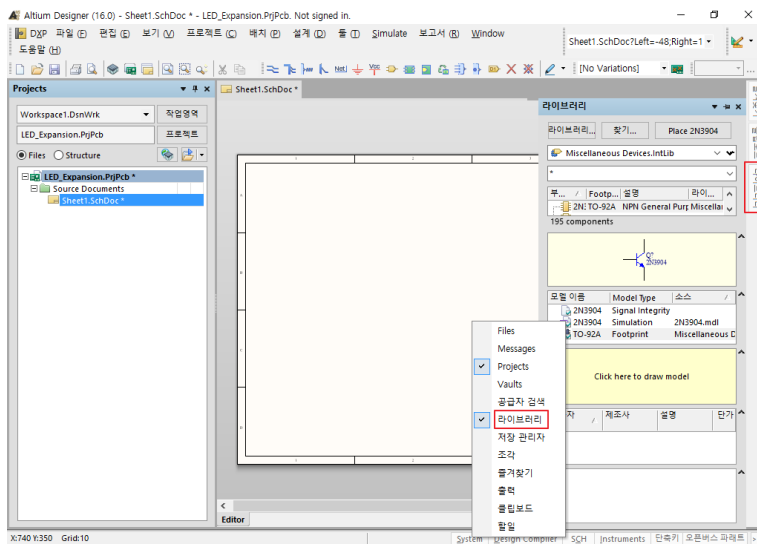 Altium Designer (16.0) - Sheet1.SchDoc * - LED_Expansion.PrjPcb. Not signed in.
DXP 파일 (F) 편집 (E) 보기 (V) 프로젝트 (C) 배치 (P) 설계 (D) 툴 (T) Simulate 보고서 (R) Window
Sheet1.SchDoc?Left=-48;Right=1
도움말 (H)
[No Variations]
Projects
Sheet1.SchDoc *
라이브러리
Workspace1.DsnWrk
작업영역
라이브러리...
찾기...
Place 2N3904
LED_Expansion.PrjPcb
프로젝트
Files
Structure
Miscellaneous Devices.IntLib
*
LED_Expansion.PrjPcb *
Source Documents
Sheet1.SchDoc *
부... / Footp... 설명 라이...
TO-92A NPN General Purp Miscella
195 components
Q?
2N3904
모델 이름 Model Type 소스
2N3904 Signal Integrity
2N3904 Simulation 2N3904.mdl
TO-92A Footprint Miscellaneous D
Click here to draw model
제조사 설명 단가
Files
Messages
Projects
Vaults
공급자 검색
라이브러리
저장 관리자
조각
즐겨찾기
출력
클립보드
할일
Editor
X:740 Y:350 Grid:10
System Design Compiler SCH Instruments 단축키 오픈버스 파레트